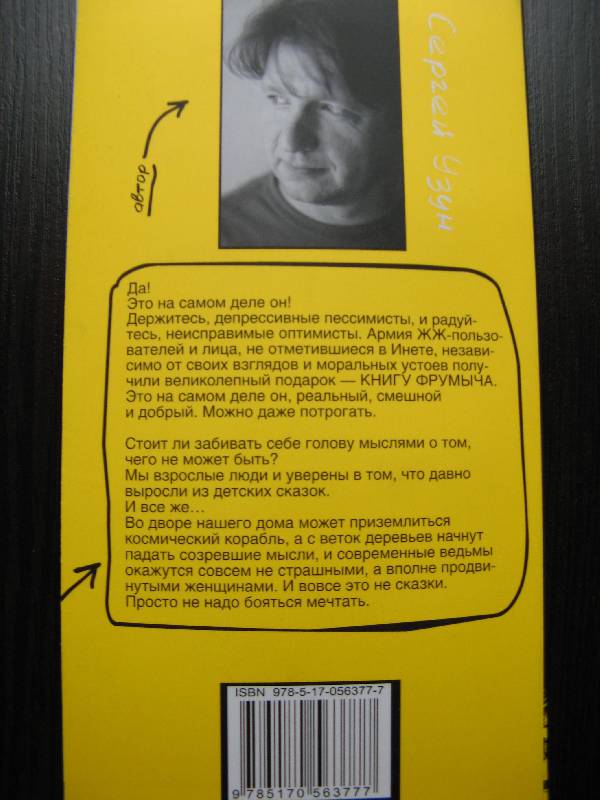 Сергей Узун
автор
Да!
Это на самом деле он!
Держитесь, депрессивные пессимисты, и радуй-
тесь, неисправимые оптимисты. Армия ЖЖ-пользо-
вателей и лица, не отметившиеся в Инете, незави-
симо от своих взглядов и моральных устоев полу-
чили великолепный подарок — КНИГУ ФРУМЫЧА.
Это на самом деле он, реальный, смешной
и добрый. Можно даже потрогать.
Стоит ли забивать себе голову мыслями о том,
чего не может быть?
Мы взрослые люди и уверены в том, что давно
выросли из детских сказок.
И все же...
Во дворе нашего дома может приземлиться
космический корабль, а с веток деревьев начнут
падать созревшие мысли, и современные ведьмы
окажутся совсем не страшными, а вполне продви-
нутыми женщинами. И вовсе это не сказки.
Просто не надо бояться мечтать.
ISBN 978-5-17-056377-7
9 785170 563777